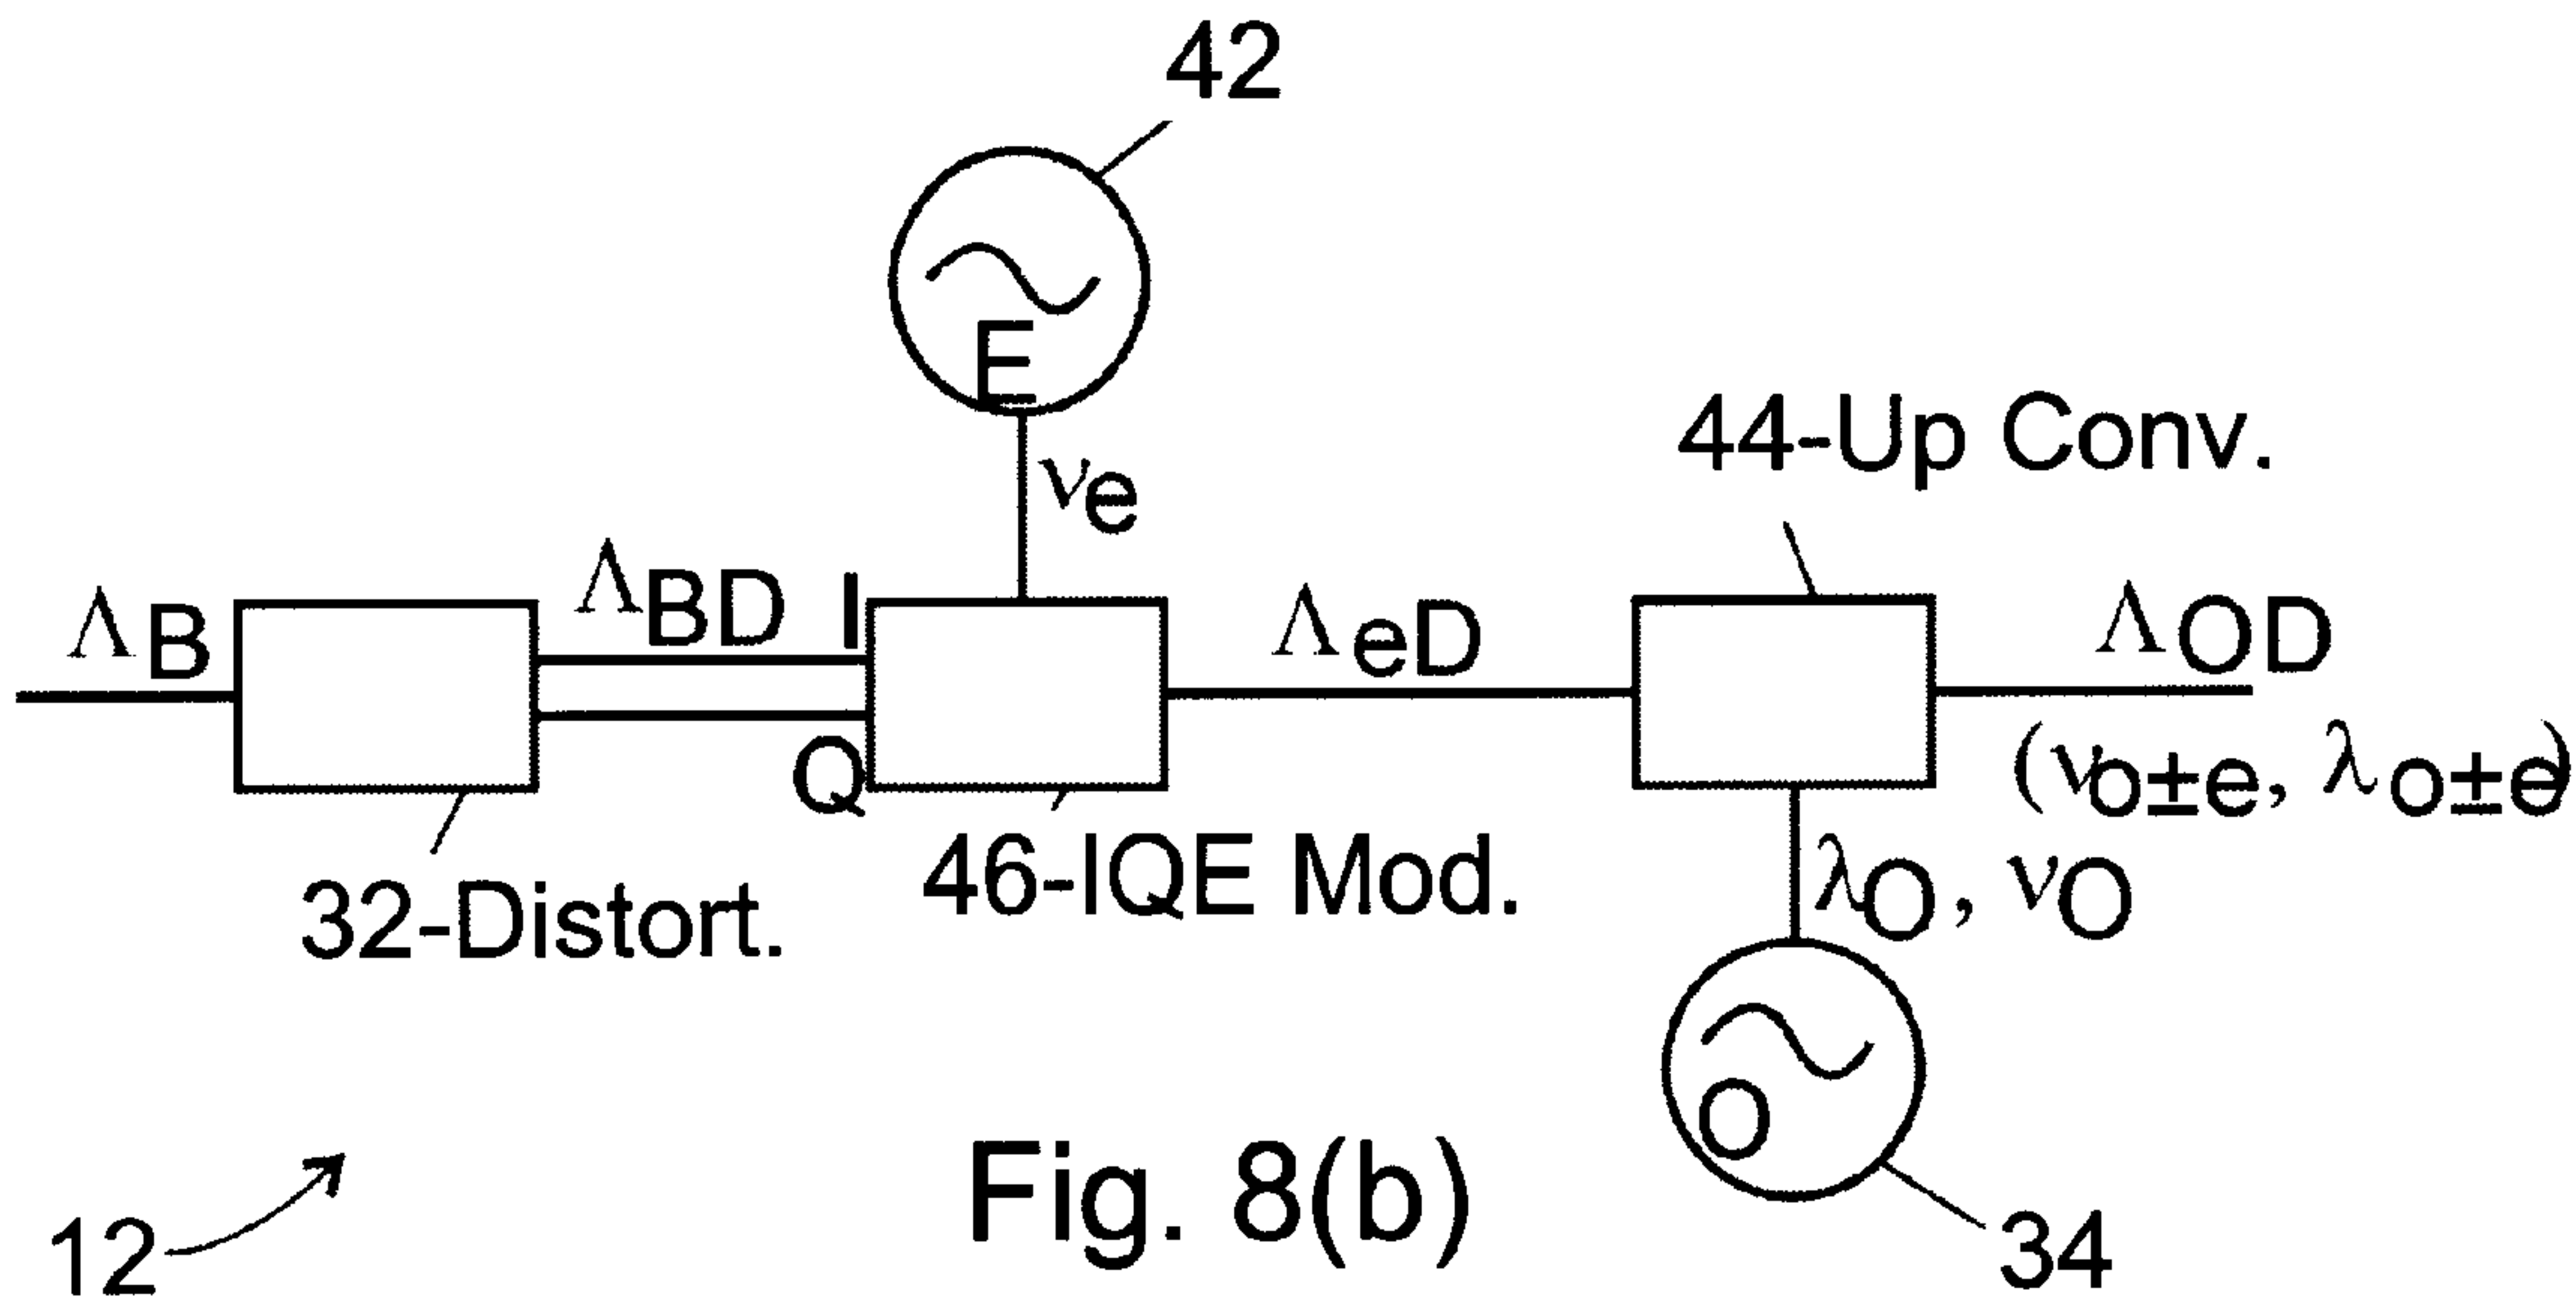 42
E
νe
44-Up Conv.
ΛB
ΛBD I
Q
ΛeD
ΛOD
(νo±e, λo±e)
32-Distort.
46-IQE Mod.
λO, νO
O
34
12
Fig. 8(b)